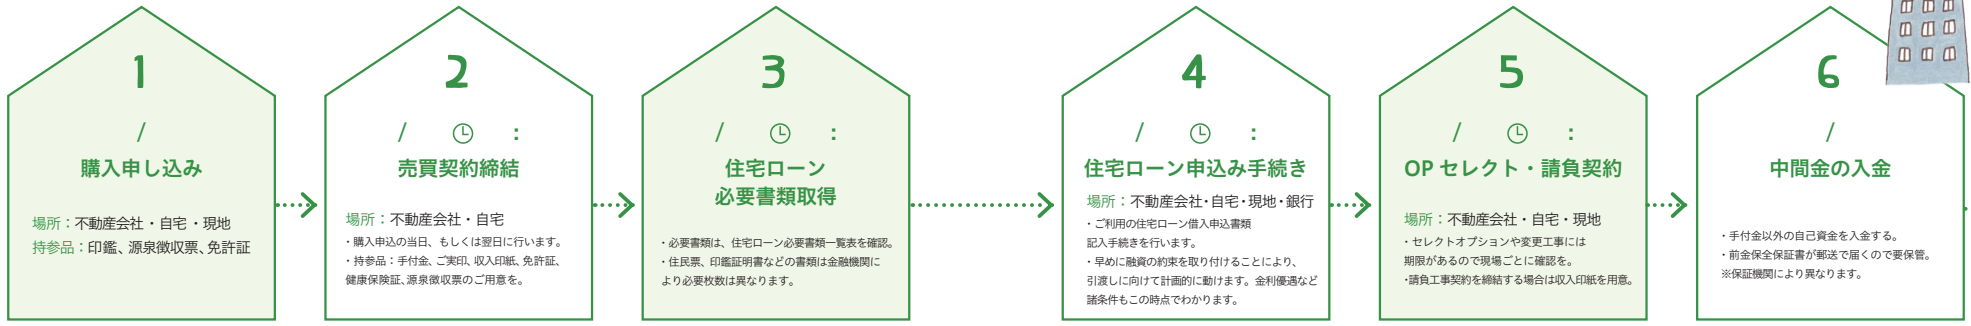 1
/
購入申し込み
場所：不動産会社・自宅・現地
持参品：印鑑、源泉徴収票、免許証
2
/ :
売買契約締結
場所：不動産会社・自宅
・購入申込の当日、もしくは翌日に行います。
・持参品：手付金、ご実印、収入印紙、免許証、
健康保険証、源泉徴収票のご用意を。
3
/ :
住宅ローン
必要書類取得
・必要書類は、住宅ローン必要書類一覧表を確認。
・住民票、印鑑証明書などの書類は金融機関に
より必要枚数は異なります。
4
/ :
住宅ローン申込み手続き
場所：不動産会社・自宅・現地・銀行
・ご利用の住宅ローン借入申込書類
記入手続きを行います。
・早めに融資の約束を取り付けることにより、
引渡しに向けて計画的に動けます。金利優遇など
諸条件もこの時点でわかります。
5
/ :
OP セレクト・請負契約
場所：不動産会社・自宅・現地
・セレクトオプションや変更工事には
期限があるので現場ごとに確認を。
・請負工事契約を締結する場合は収入印紙を用意。
6
/
中間金の入金
・手付金以外の自己資金を入金する。
・前金保全保証書が郵送で届くので要保管。
※保証機関により異なります。